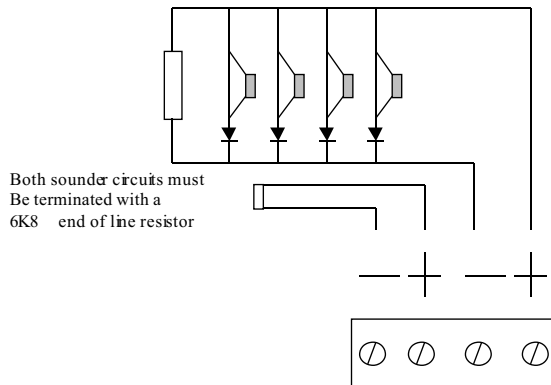 Both sounder circuits must
Be terminated with a
6K8 end of line resistor